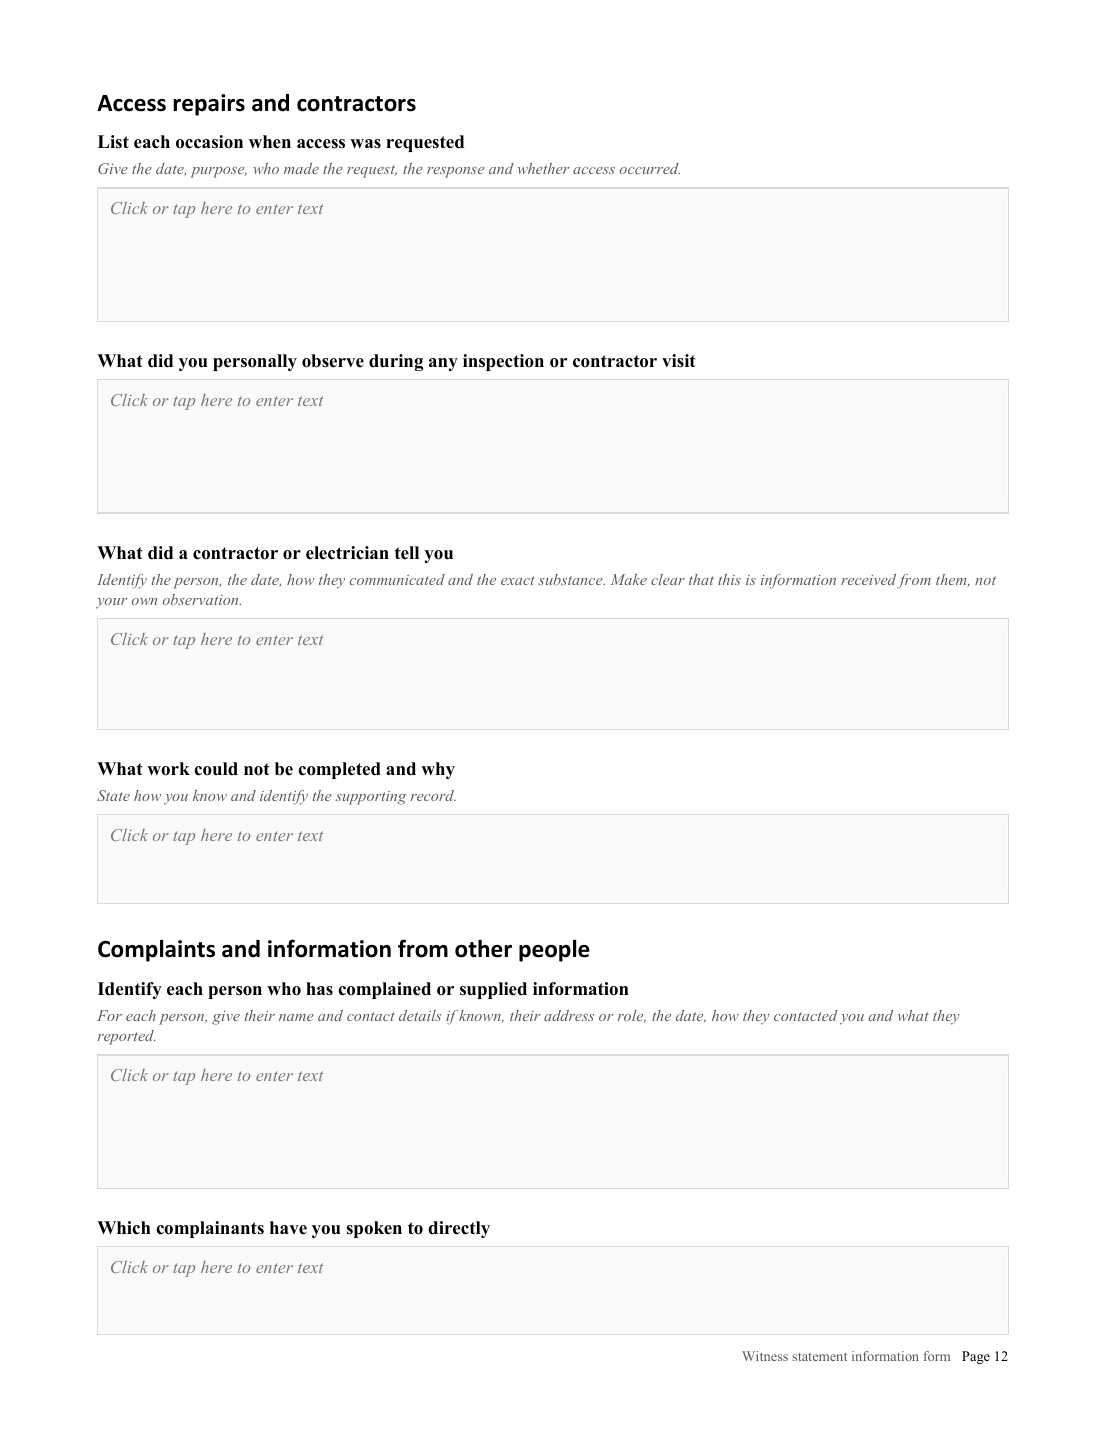 Access repairs and contractors
List each occasion when access was requested
Give the date, purpose, who made the request, the response and whether access occurred.
Click or tap here to enter text
What did you personally observe during any inspection or contractor visit
Click or tap here to enter text
What did a contractor or electrician tell you
Identify the person, the date, how they communicated and the exact substance. Make clear that this is information received from them, not
your own observation.
Click or tap here to enter text
What work could not be completed and why
State how you know and identify the supporting record.
Click or tap here to enter text
Complaints and information from other people
Identify each person who has complained or supplied information
For each person, give their name and contact details if known, their address or role, the date, how they contacted you and what they
reported.
Click or tap here to enter text
Which complainants have you spoken to directly
Click or tap here to enter text
Witness statement information form Page 12